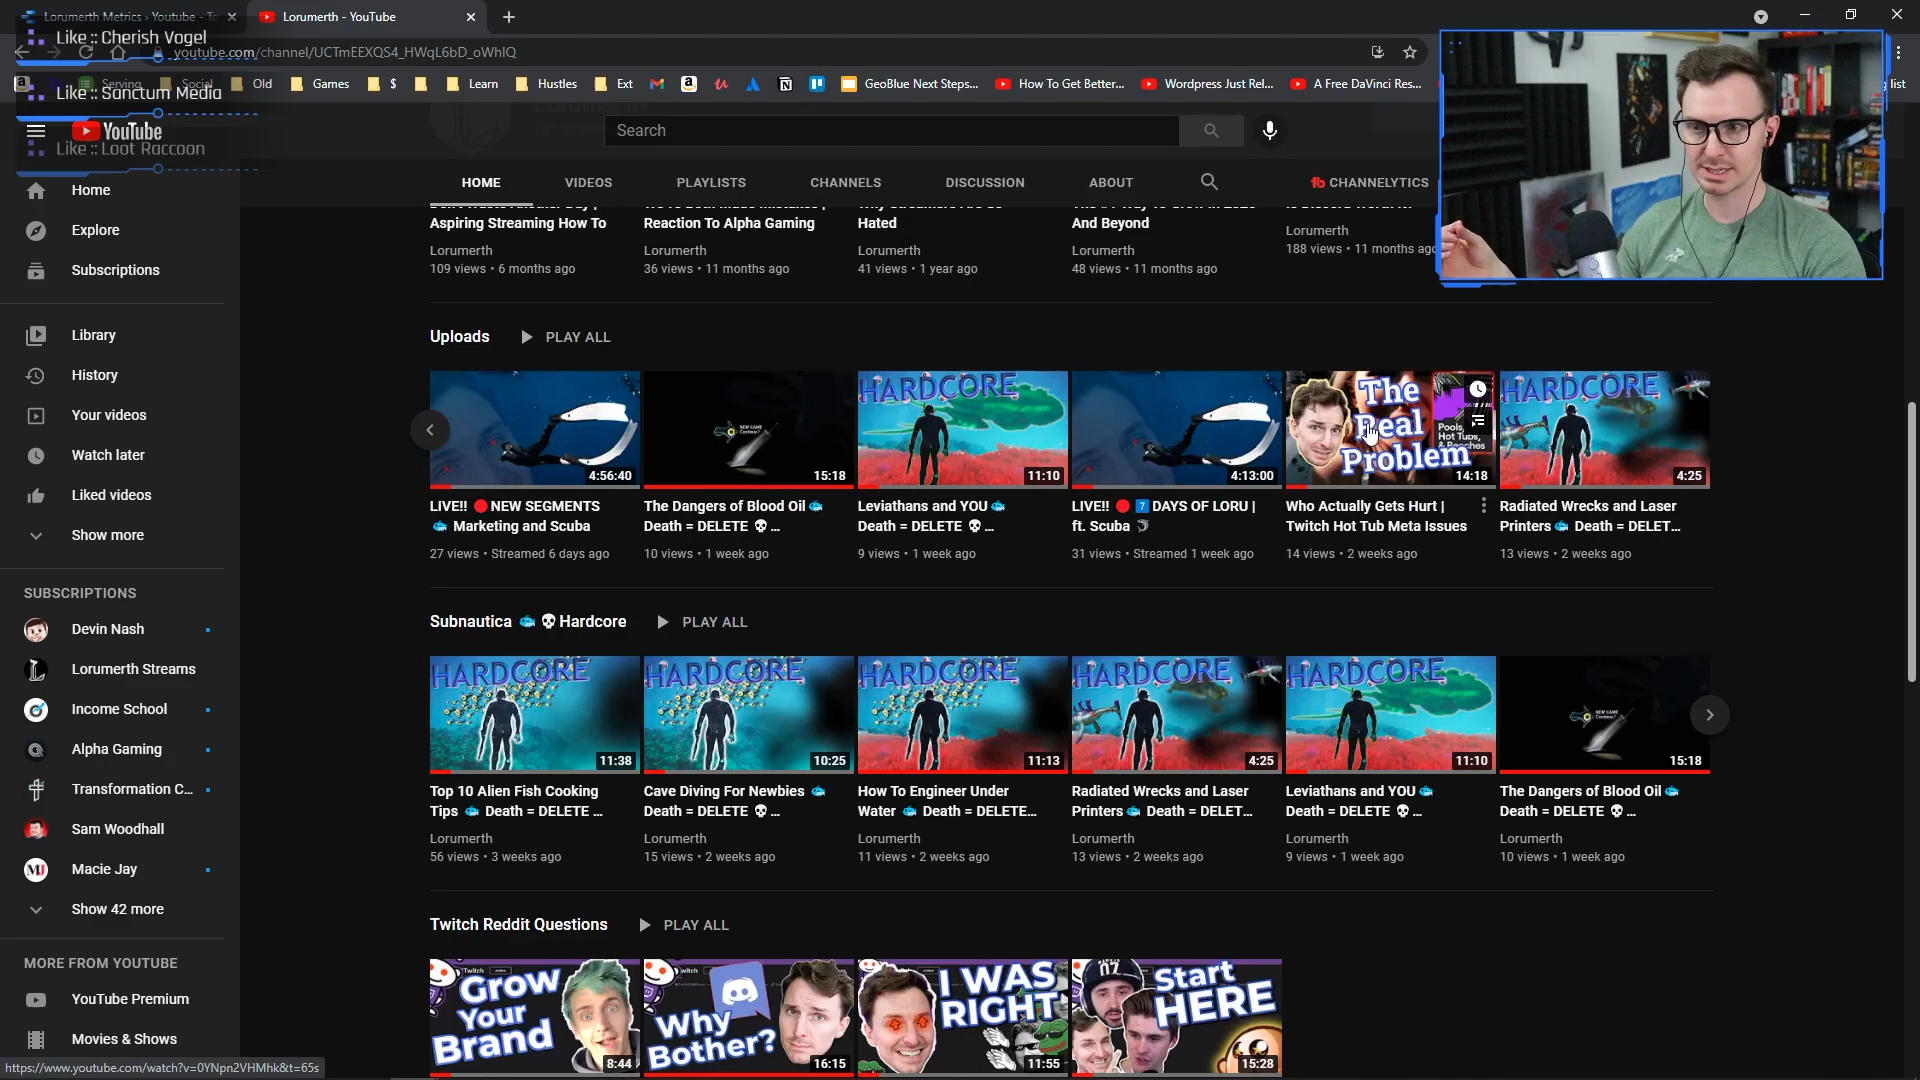 Lorumerth Metrics › Youtube - To
Lorumerth - YouTube
Like :: Cherish Vogel
youtube.com/channel/UCTmEEXQS4_HWqL6bD_oWhIQ
Serving
Social
Old
Games
$
Learn
Hustles
Ext
GeoBlue Next Steps...
How To Get Better...
Wordpress Just Rel...
A Free DaVinci Res...
list
Like :: Sanctum Media
YouTube
Search
Like :: Loot Raccoon
HOME
VIDEOS
PLAYLISTS
CHANNELS
DISCUSSION
ABOUT
CHANNELYTICS
Home
Explore
Subscriptions
Library
History
Your videos
Watch later
Liked videos
Show more
SUBSCRIPTIONS
Devin Nash
Lorumerth Streams
Income School
Alpha Gaming
Transformation C...
Sam Woodhall
Macie Jay
Show 42 more
MORE FROM YOUTUBE
YouTube Premium
Movies & Shows
https://www.youtube.com/watch?v=0YNpn2VHMhk&t=65s
Aspiring Streaming How To
Lorumerth
109 views • 6 months ago
Reaction To Alpha Gaming
Lorumerth
36 views • 11 months ago
Hated
Lorumerth
41 views • 1 year ago
And Beyond
Lorumerth
48 views • 11 months ago
Lorumerth
188 views • 11 months ago
Uploads
PLAY ALL
4:56:40
LIVE!! 🔴NEW SEGMENTS
🐟 Marketing and Scuba
27 views • Streamed 6 days ago
NEW GAME
Continue?
15:18
The Dangers of Blood Oil🐟
Death = DELETE 💀 ...
10 views • 1 week ago
HARDCORE
11:10
Leviathans and YOU🐟
Death = DELETE 💀 ...
9 views • 1 week ago
4:13:00
LIVE!! 🔴 7️⃣ DAYS OF LORU |
ft. Scuba 🦈
31 views • Streamed 1 week ago
The
Real
Problem
Pools,
Hot Tubs,
& Beaches
14:18
Who Actually Gets Hurt |
Twitch Hot Tub Meta Issues
14 views • 2 weeks ago
HARDCORE
4:25
Radiated Wrecks and Laser
Printers🐟 Death = DELET...
13 views • 2 weeks ago
Subnautica 🐟 💀Hardcore
PLAY ALL
HARDCORE
11:38
Top 10 Alien Fish Cooking
Tips 🐟 Death = DELETE ...
Lorumerth
56 views • 3 weeks ago
HARDCORE
10:25
Cave Diving For Newbies 🐟
Death = DELETE 💀 ...
Lorumerth
15 views • 2 weeks ago
HARDCORE
11:13
How To Engineer Under
Water 🐟 Death = DELETE...
Lorumerth
11 views • 2 weeks ago
HARDCORE
4:25
Radiated Wrecks and Laser
Printers🐟 Death = DELET...
Lorumerth
13 views • 2 weeks ago
HARDCORE
11:10
Leviathans and YOU🐟
Death = DELETE 💀 ...
Lorumerth
9 views • 1 week ago
NEW GAME
Continue?
15:18
The Dangers of Blood Oil🐟
Death = DELETE 💀 ...
Lorumerth
10 views • 1 week ago
Twitch Reddit Questions
PLAY ALL
Twitch
Grow
Your
Brand
8:44
Why
Bother?
16:15
I WAS
RIGHT
11:55
Start
HERE
15:28